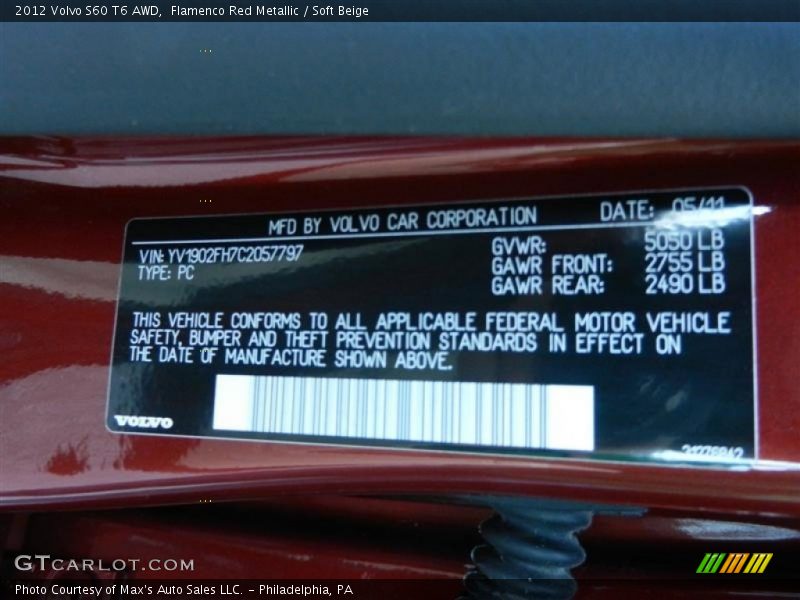 2012 Volvo S60 T6 AWD,  Flamenco Red Metallic / Soft Beige
MFD BY VOLVO CAR CORPORATION DATE: 05/11
VIN: YV1902FH7C2057797 GVWR: 5050 LB
TYPE: PC GAWR FRONT: 2755 LB
GAWR REAR: 2490 LB
THIS VEHICLE CONFORMS TO ALL APPLICABLE FEDERAL MOTOR VEHICLE
SAFETY, BUMPER AND THEFT PREVENTION STANDARDS IN EFFECT ON
THE DATE OF MANUFACTURE SHOWN ABOVE.
VOLVO
GTCARLOT.COM
Photo Courtesy of Max's Auto Sales LLC. - Philadelphia, PA